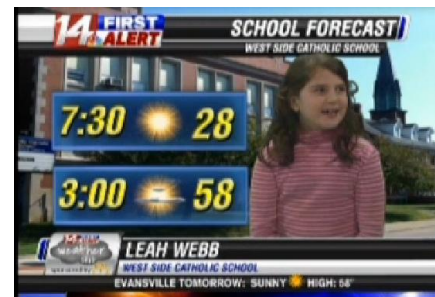 14 FIRST ALERT
SCHOOL FORECAST
WEST SIDE CATHOLIC SCHOOL
7:30 28
3:00 58
LEAH WEBB
WEST SIDE CATHOLIC SCHOOL
EVANSVILLE TOMORROW: SUNNY HIGH: 58°